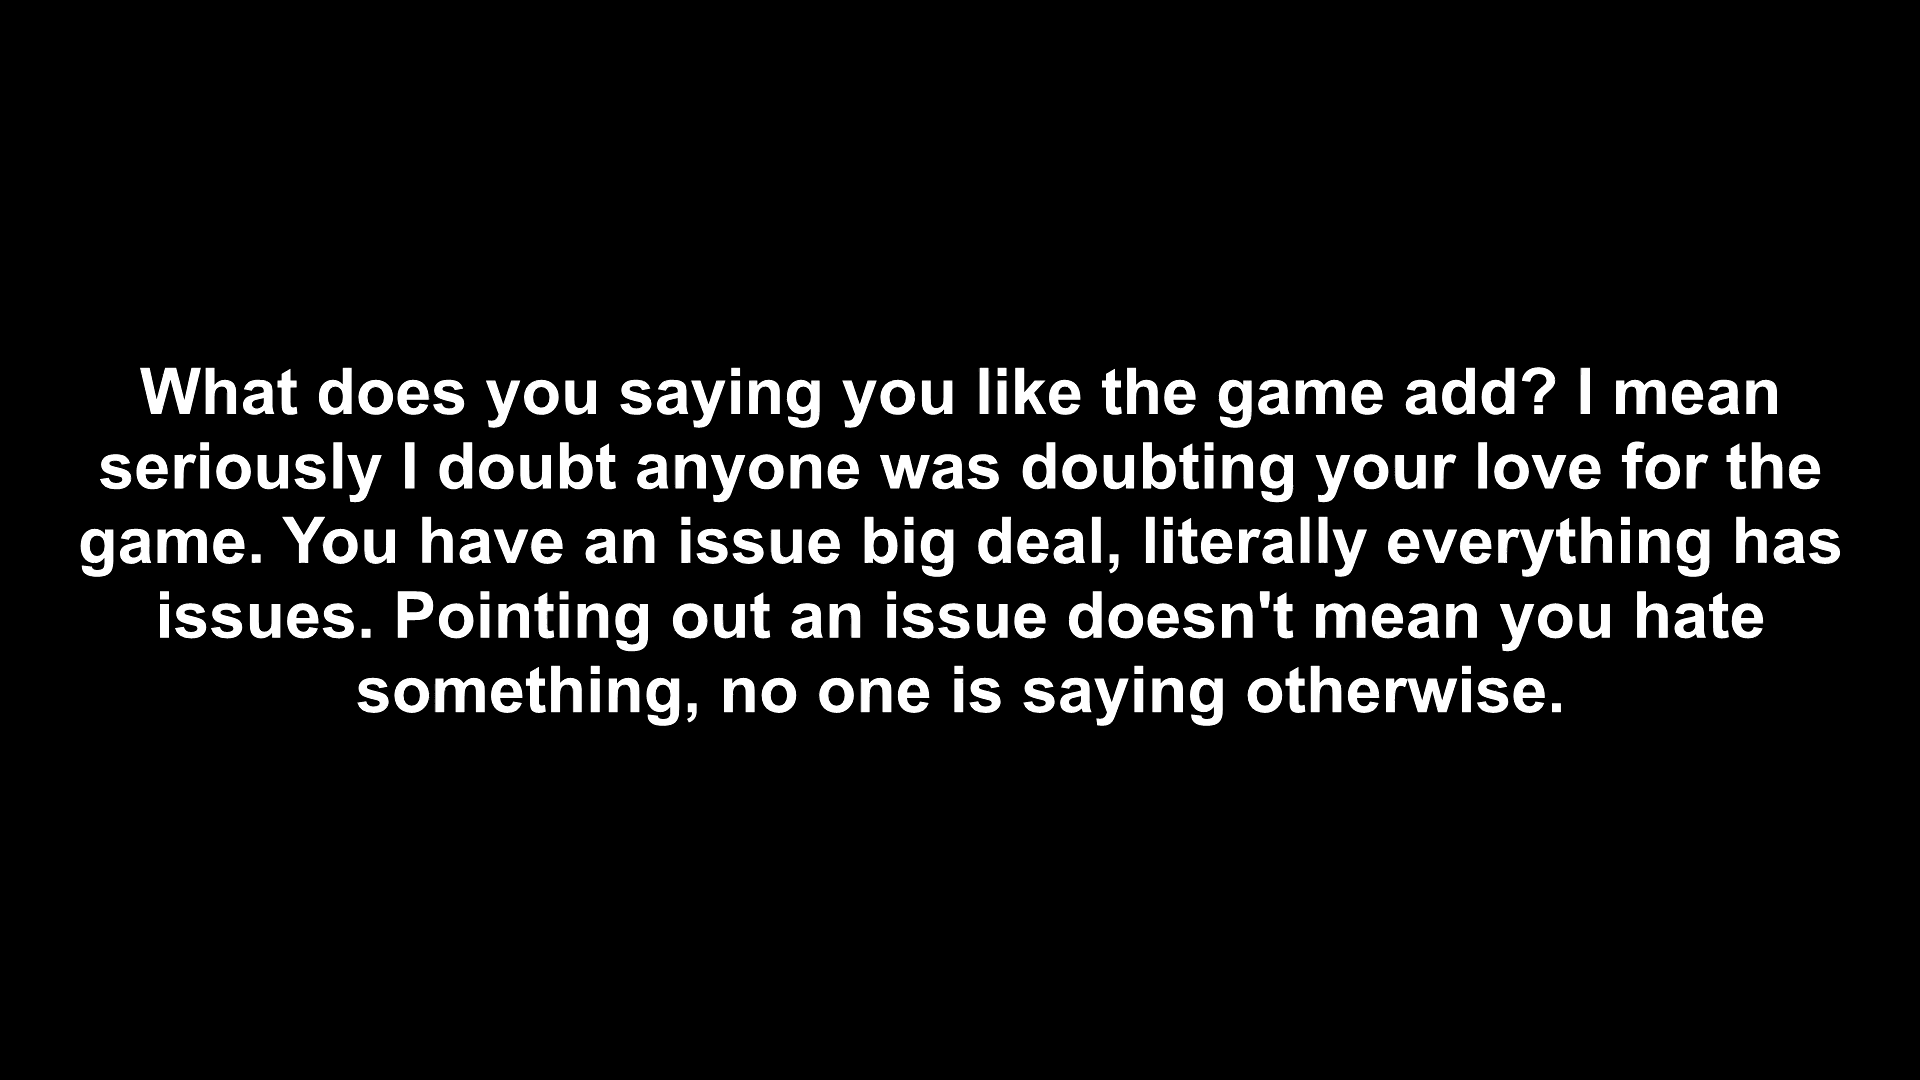 What does you saying you like the game add? I mean
seriously I doubt anyone was doubting your love for the
game. You have an issue big deal, literally everything has
issues. Pointing out an issue doesn't mean you hate
something, no one is saying otherwise.